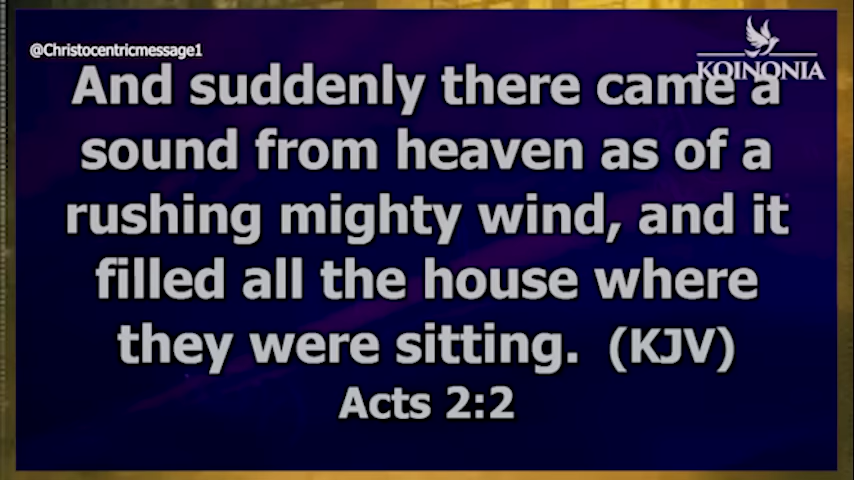 @Christocentricmessage1
KOINONIA
And suddenly there came a
sound from heaven as of a
rushing mighty wind, and it
filled all the house where
they were sitting. (KJV)
Acts 2:2